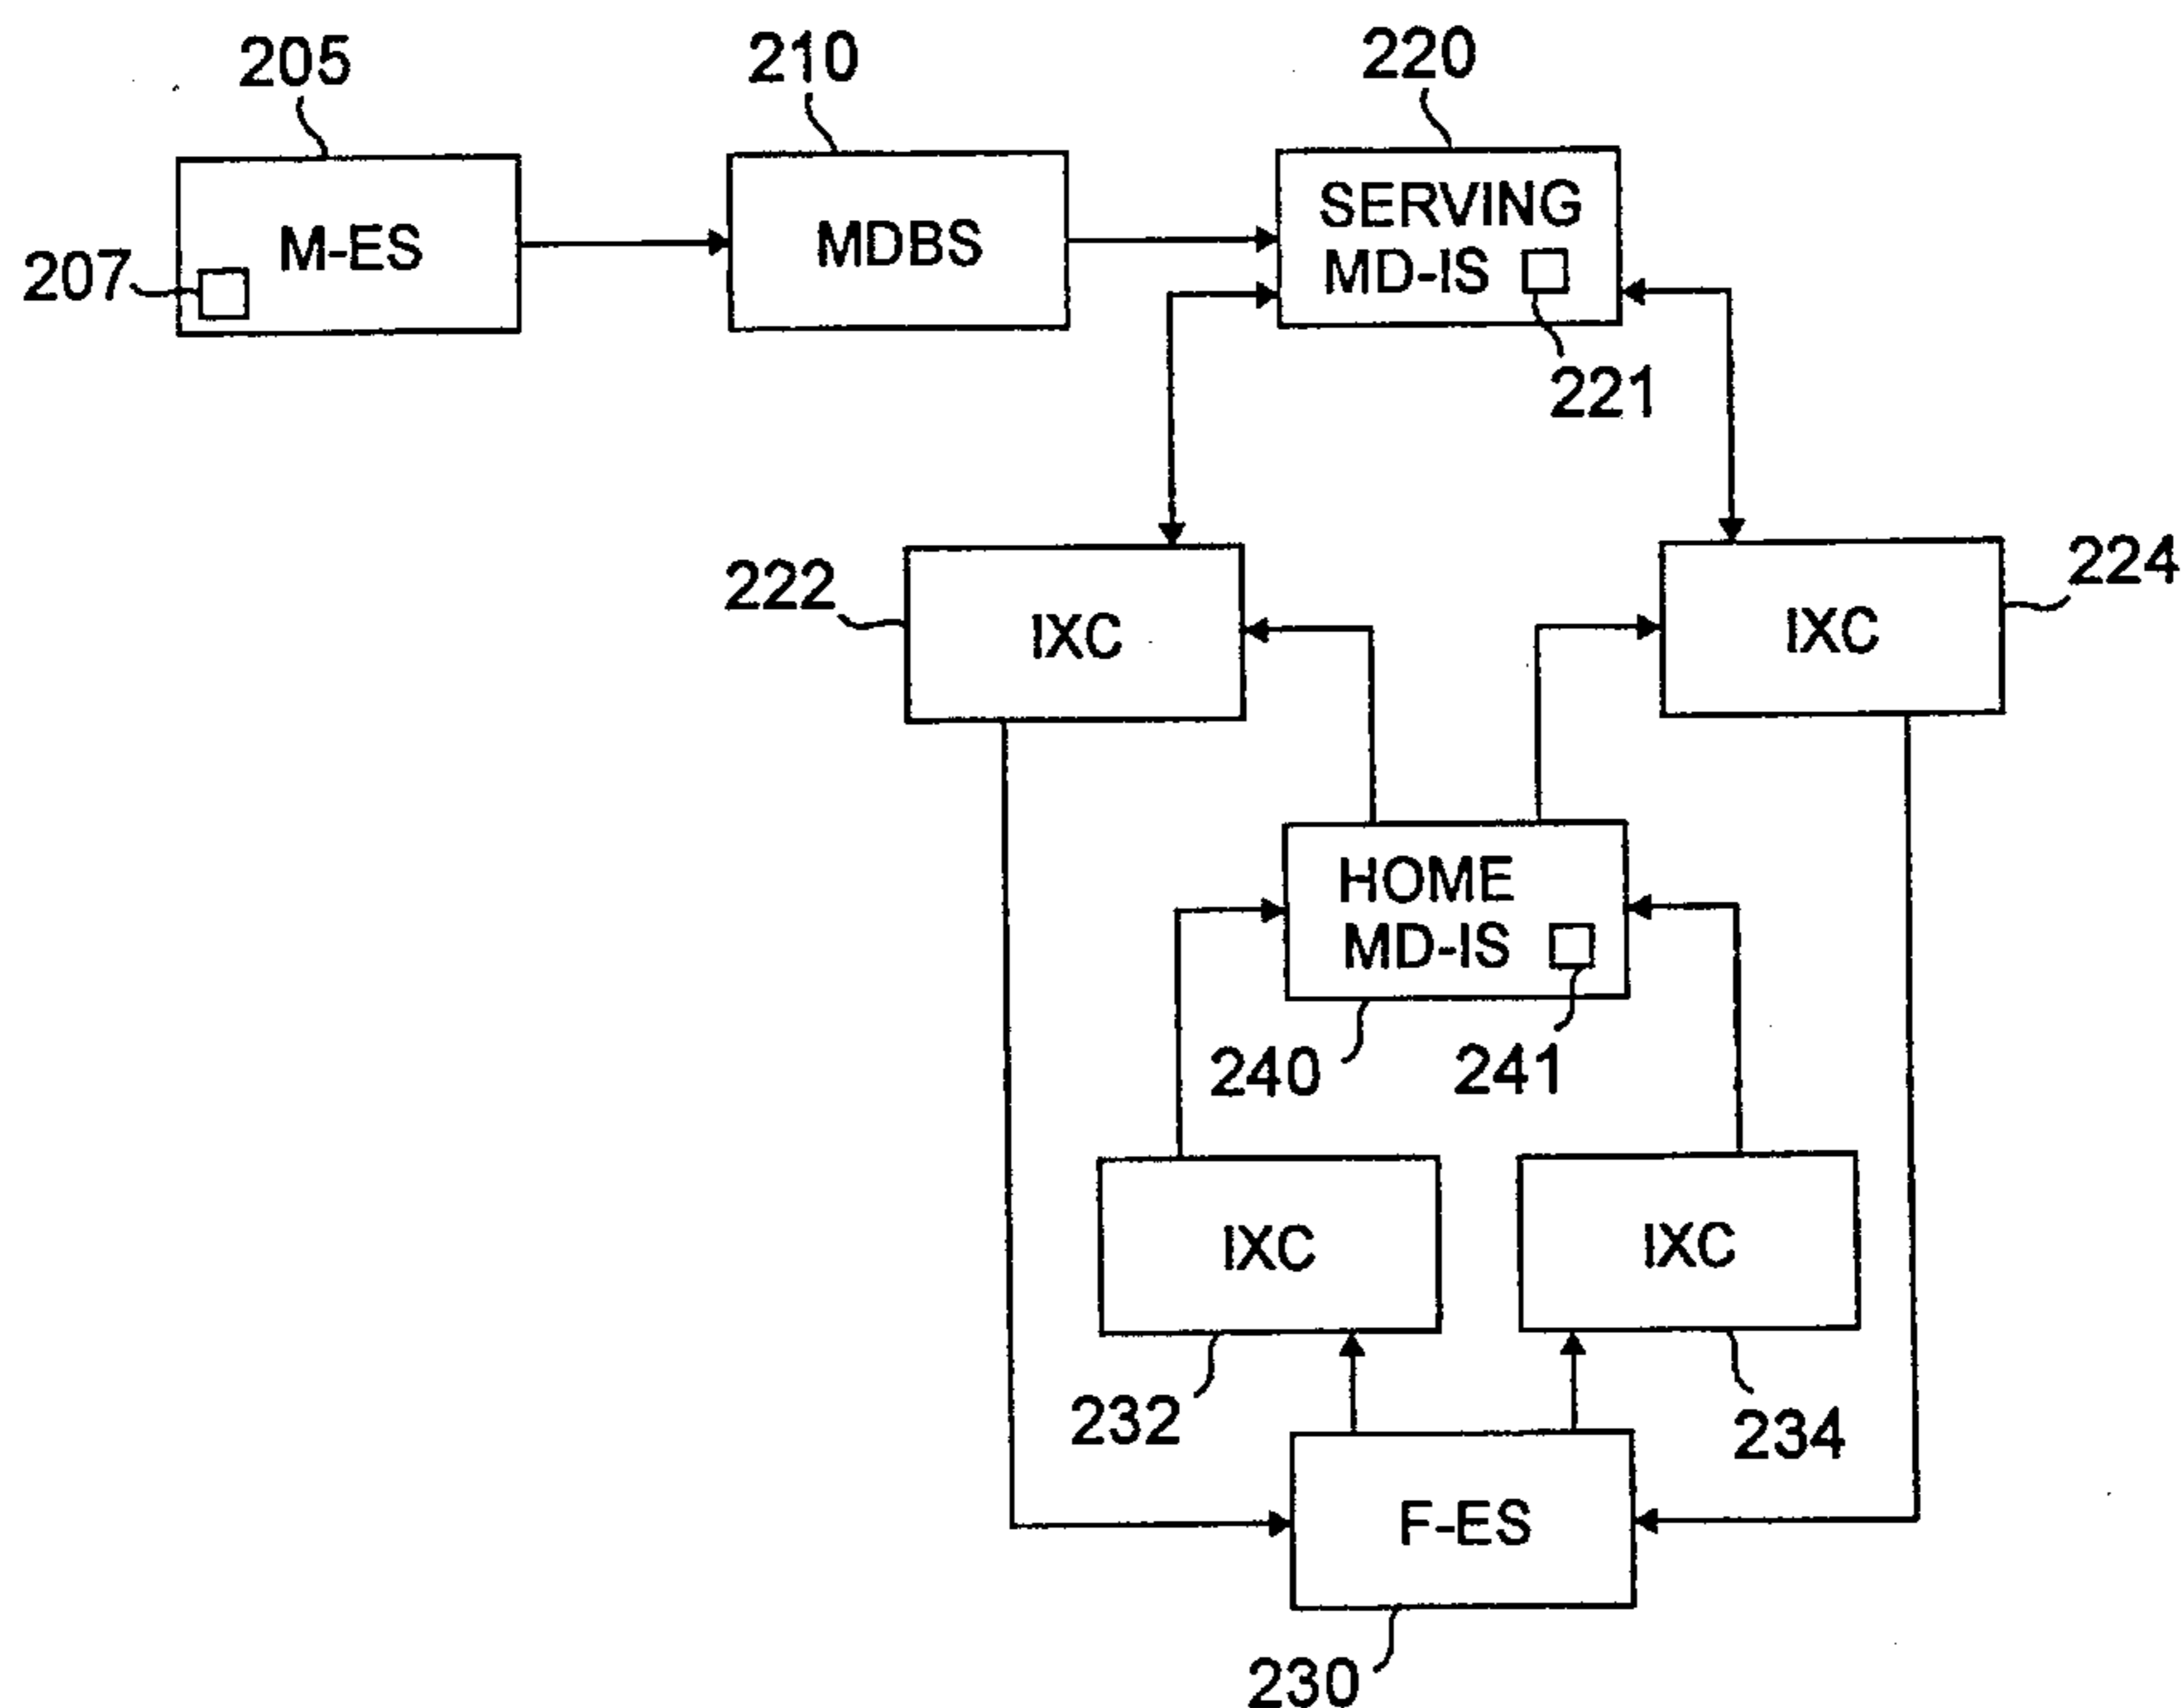 205
210
220
M-ES
MDBS
SERVING
MD-IS
207
221
222
IXC
IXC
224
HOME
MD-IS
240
241
IXC
IXC
232
234
F-ES
230